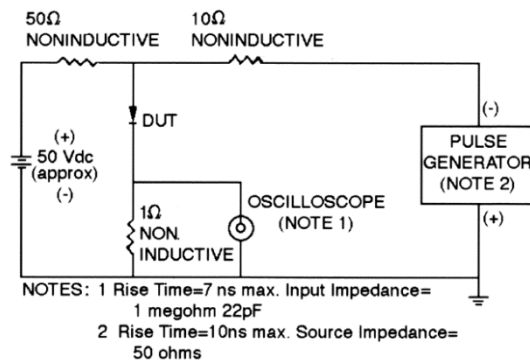 50Ω
NONINDUCTIVE
10Ω
NONINDUCTIVE
DUT
(+)
50 Vdc
(approx)
(-)
1Ω
NON.
INDUCTIVE
OSCILLOSCOPE
(NOTE 1)
(-)
PULSE
GENERATOR
(NOTE 2)
(+)
NOTES: 1 Rise Time=7 ns max. Input Impedance=
1 megohm 22pF
2 Rise Time=10ns max. Source Impedance=
50 ohms